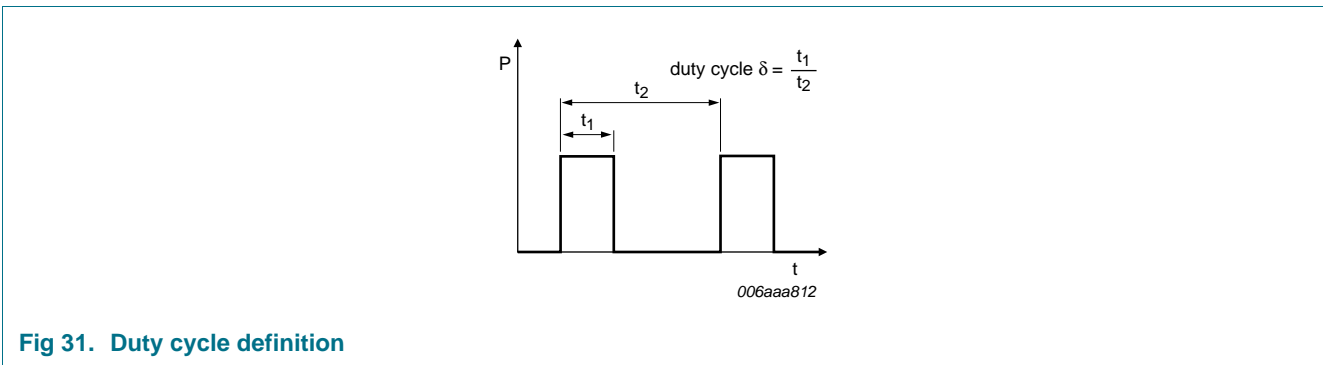 P
duty cycle δ = t1
t2
t2
t1
t
006aaa812
Fig 31. Duty cycle definition